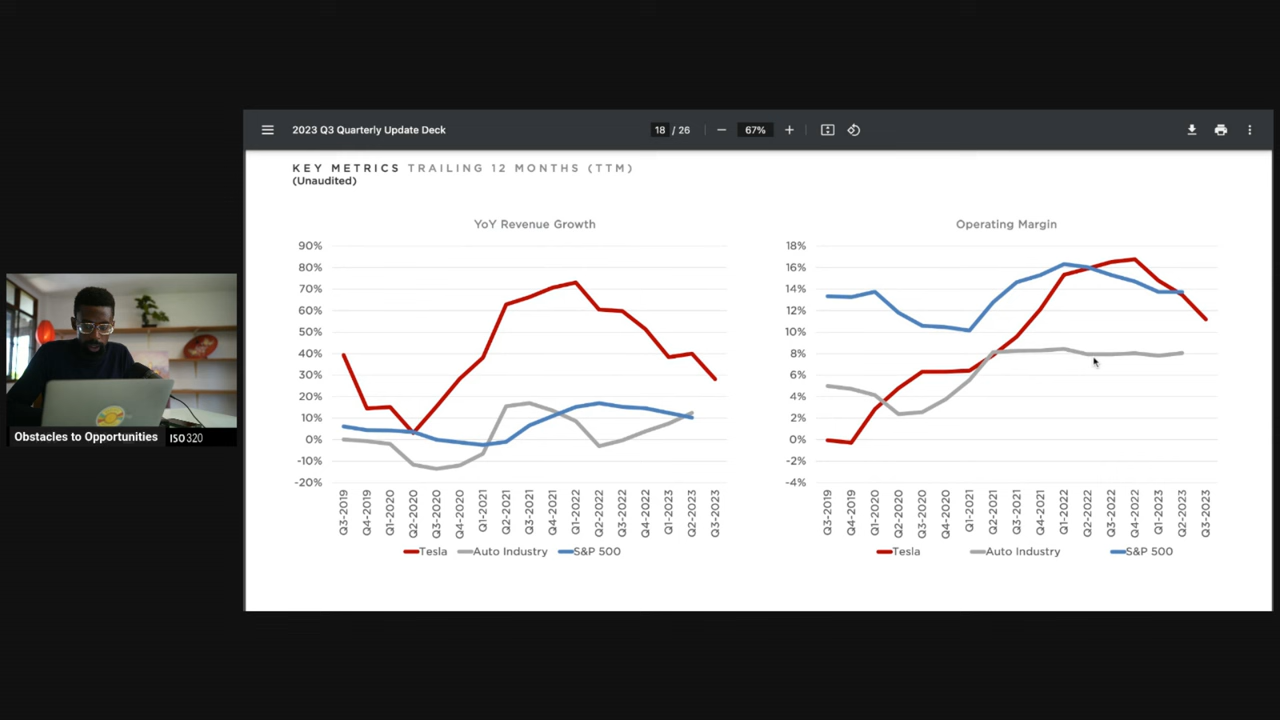 2023 Q3 Quarterly Update Deck
18 / 26
67%
KEY METRICS TRAILING 12 MONTHS (TTM)
(Unaudited)
YoY Revenue Growth
90%
80%
70%
60%
50%
40%
30%
20%
10%
0%
-10%
-20%
Q3-2019
Q4-2019
Q1-2020
Q2-2020
Q3-2020
Q4-2020
Q1-2021
Q2-2021
Q3-2021
Q4-2021
Q1-2022
Q2-2022
Q3-2022
Q4-2022
Q1-2023
Q2-2023
Q3-2023
Tesla Auto Industry S&P 500
Operating Margin
18%
16%
14%
12%
10%
8%
6%
4%
2%
0%
-2%
-4%
Q3-2019
Q4-2019
Q1-2020
Q2-2020
Q3-2020
Q4-2020
Q1-2021
Q2-2021
Q3-2021
Q4-2021
Q1-2022
Q2-2022
Q3-2022
Q4-2022
Q1-2023
Q2-2023
Q3-2023
Tesla Auto Industry S&P 500
Obstacles to Opportunities ISO 320